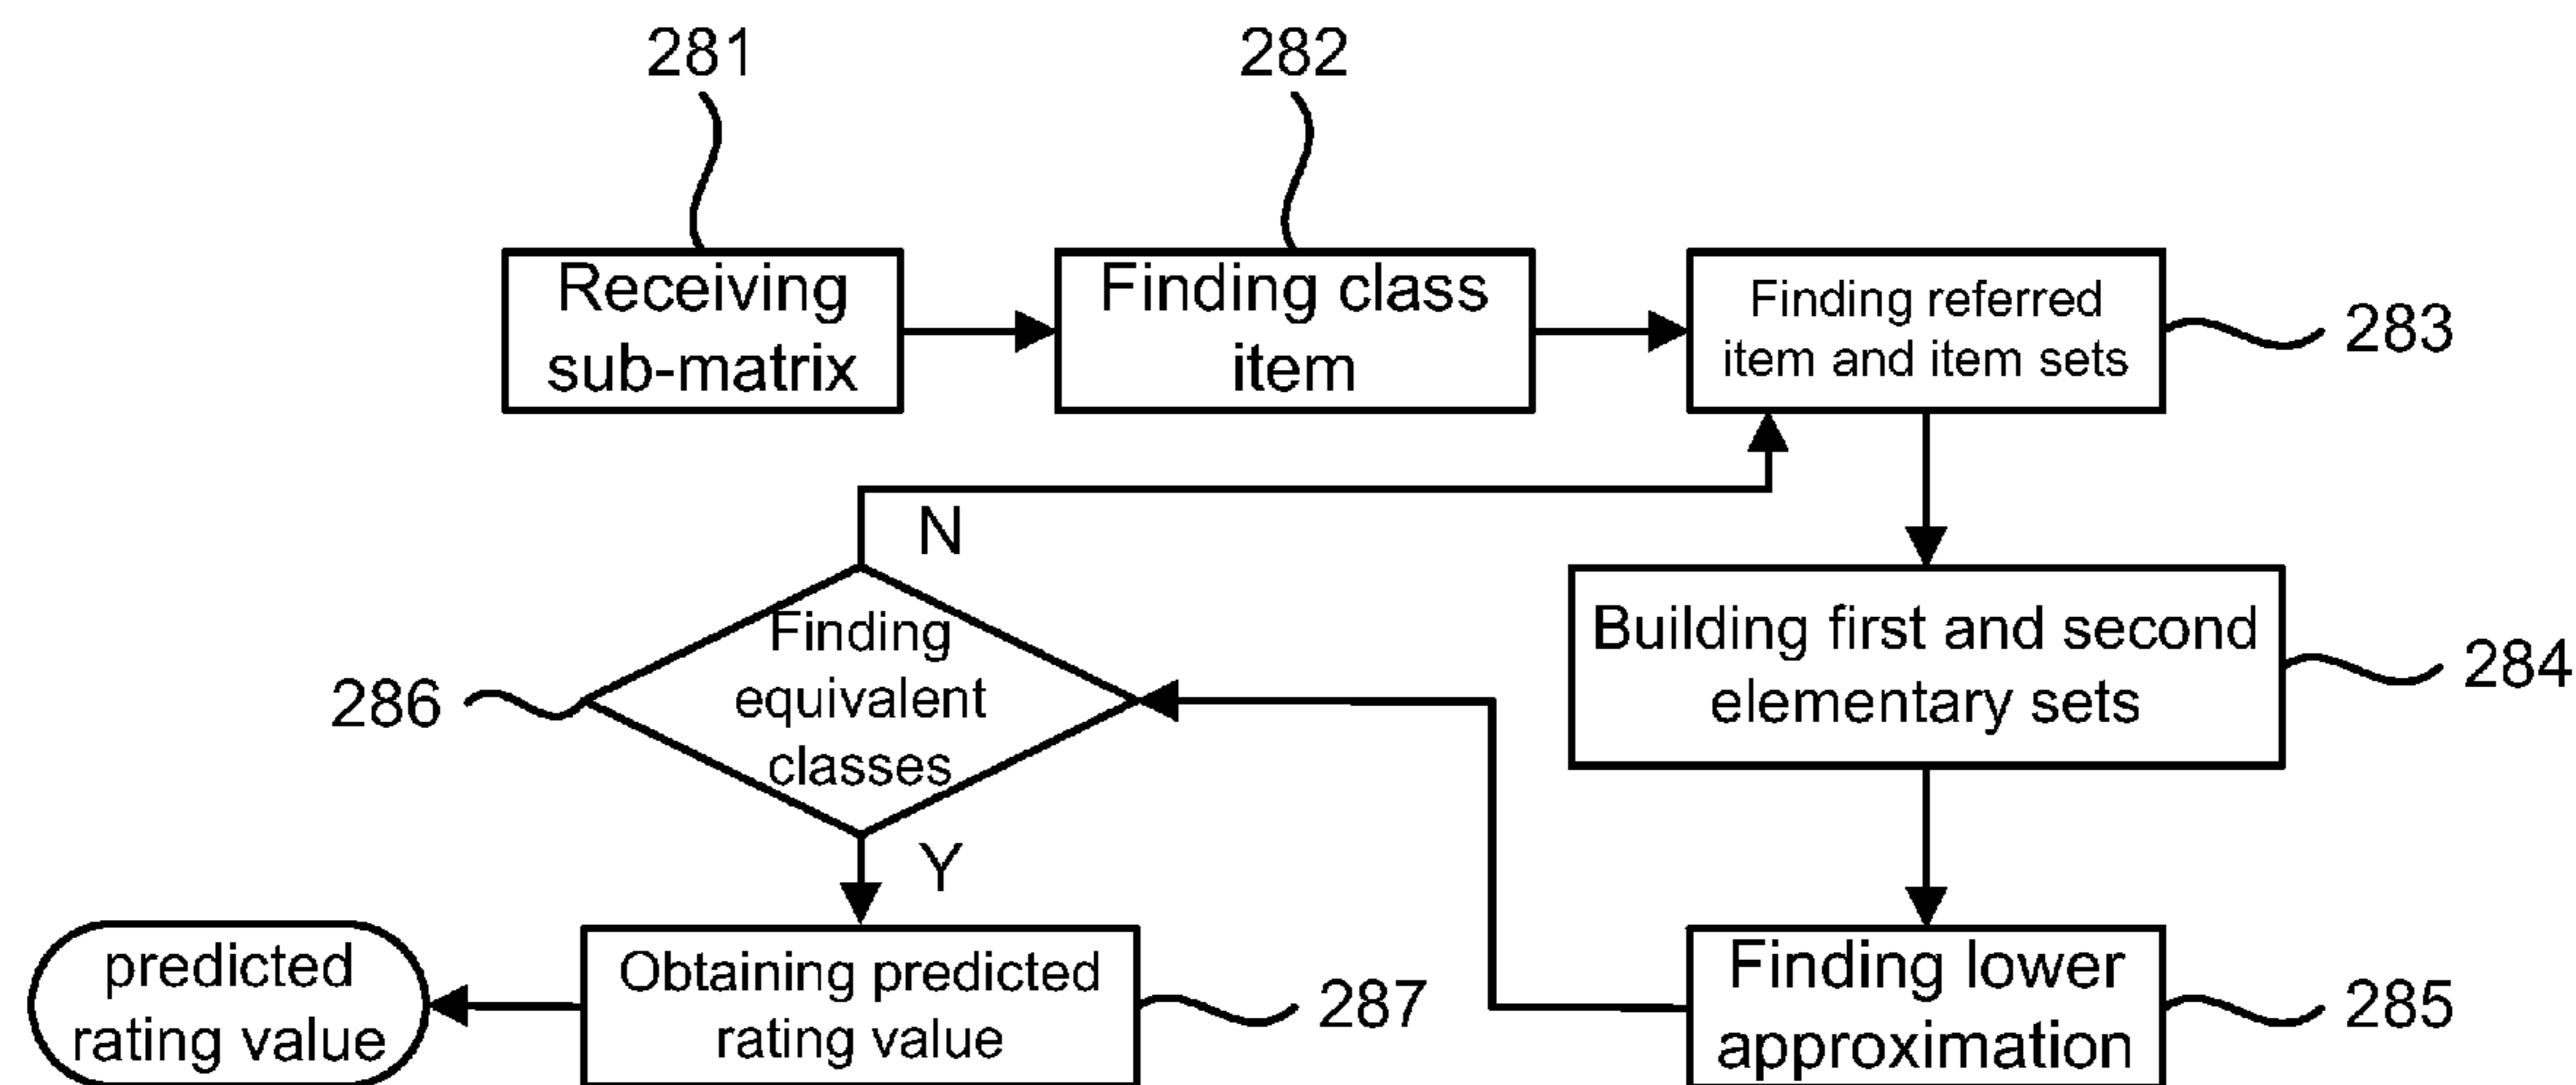 281
282
Receiving
sub-matrix
Finding class
item
Finding referred
item and item sets
283
N
Building first and second
elementary sets
284
Finding
equivalent
classes
286
Y
predicted
rating value
Obtaining predicted
rating value
287
Finding lower
approximation
285